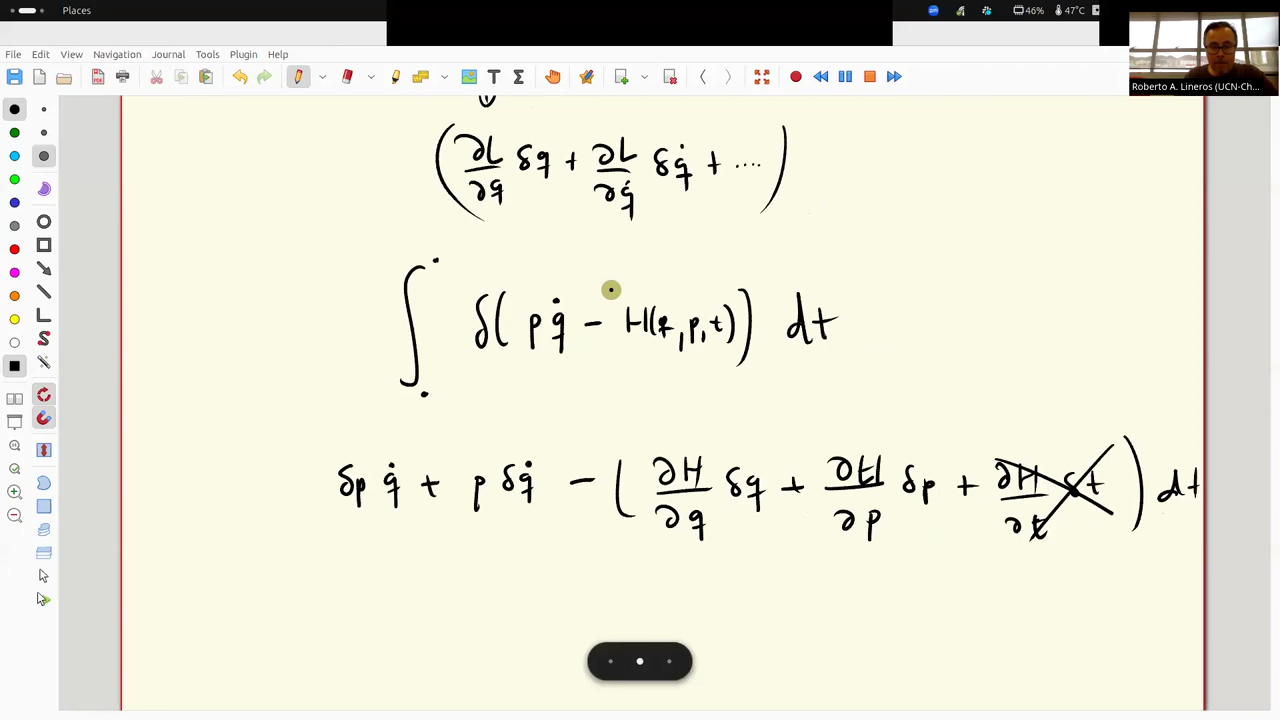 Places
46%
47°C
File Edit View Navigation Journal Tools Plugin Help
Roberto A. Lineros (UCN-Ch...
(∂L/∂q δq + ∂L/∂q̇ δq̇ + ....)
∫ δ( pq̇ − H(q,p,t)) dt
δp q̇ + p δq̇ − ( ∂H/∂q δq + ∂H/∂p δp + ∂H/∂t δt ) dt